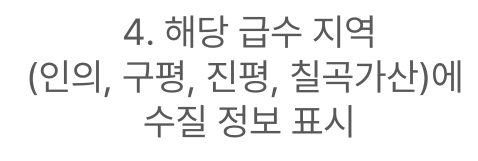 4. 해당 급수 지역
(인의, 구평, 진평, 칠곡가산)에
수질 정보 표시